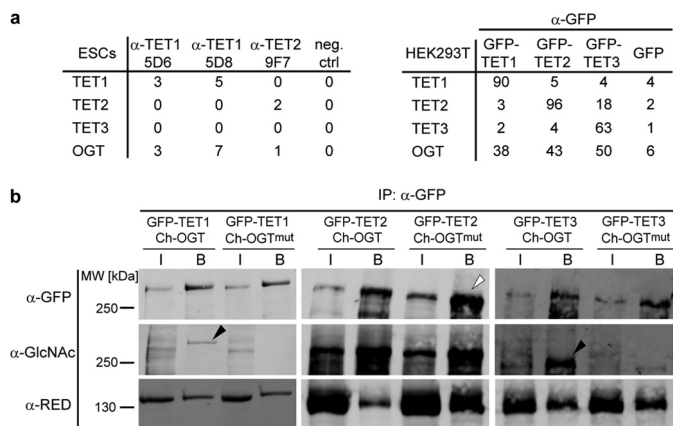 a
ESCs α-TET1 5D6 α-TET1 5D8 α-TET2 9F7 neg. ctrl
TET1 3 5 0 0
TET2 0 0 2 0
TET3 0 0 0 0
OGT 3 7 1 0
α-GFP
HEK293T GFP-TET1 GFP-TET2 GFP-TET3 GFP
TET1 90 5 4 4
TET2 3 96 18 2
TET3 2 4 63 1
OGT 38 43 50 6
b
IP: α-GFP
GFP-TET1 GFP-TET1 GFP-TET2 GFP-TET2 GFP-TET3 GFP-TET3
Ch-OGT Ch-OGTmut Ch-OGT Ch-OGTmut Ch-OGT Ch-OGTmut
I B I B I B I B I B I B
MW [kDa]
α-GFP
250
α-GlcNAc
250
α-RED
130